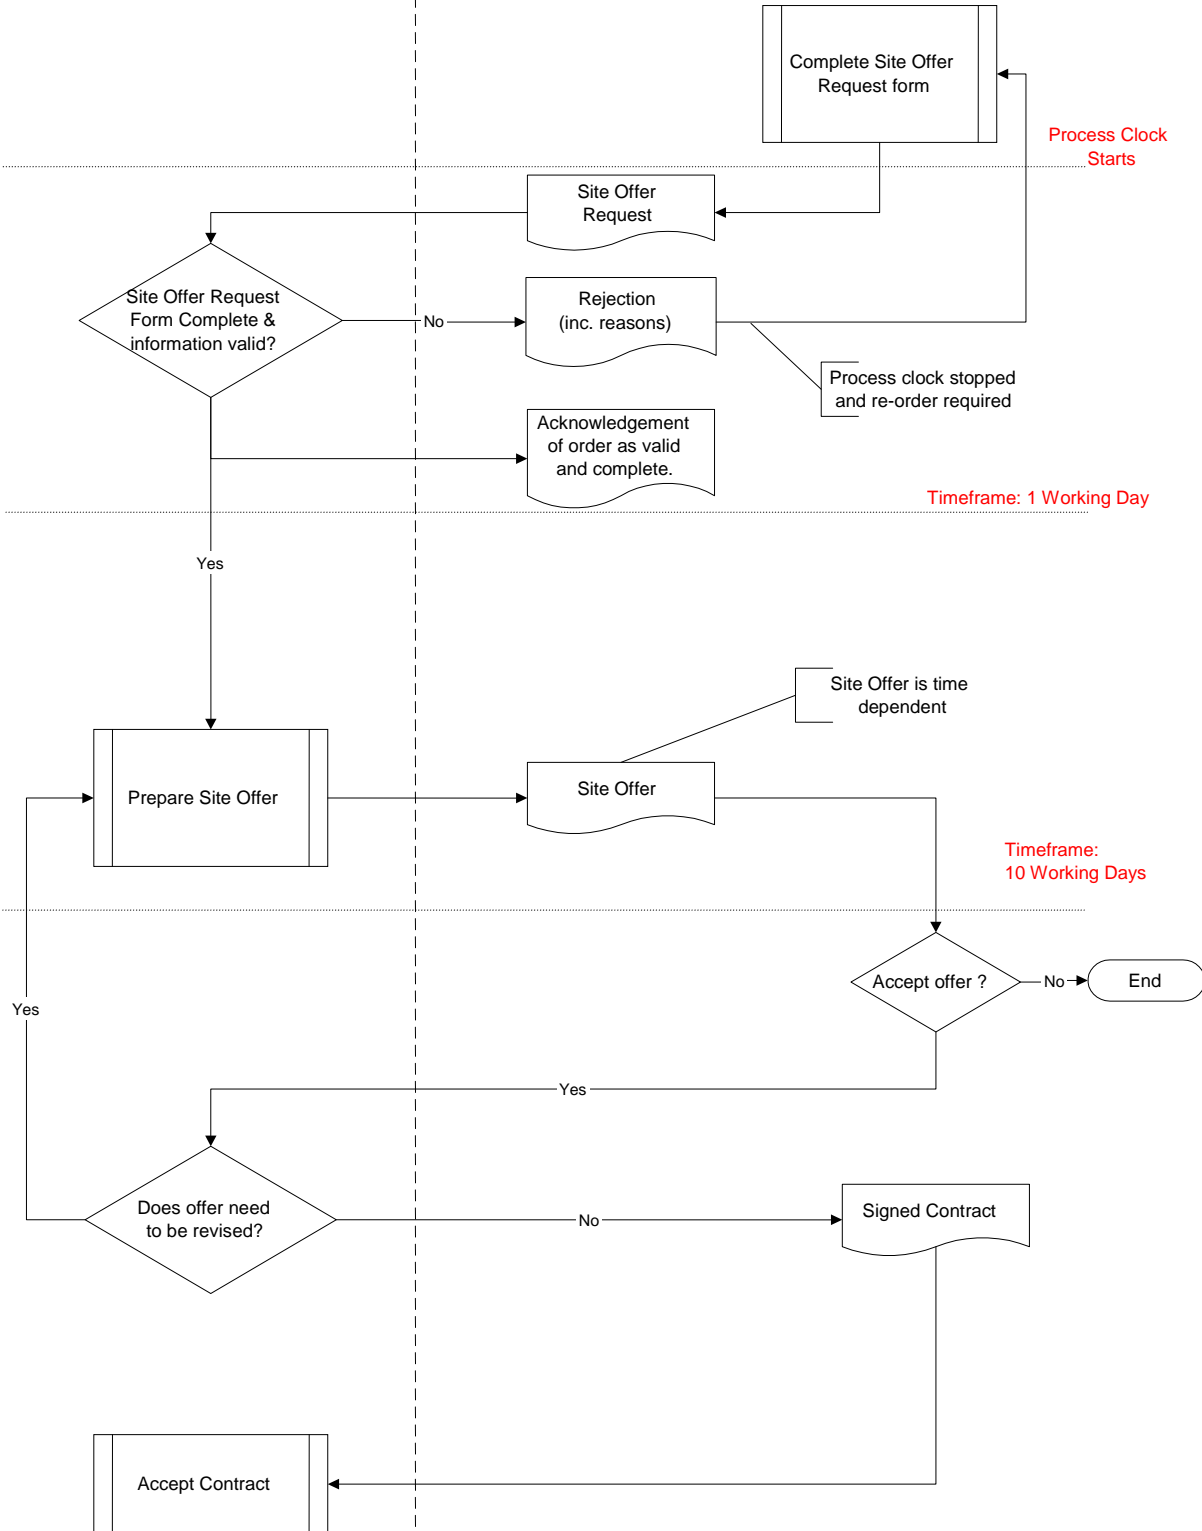 Complete Site Offer
Request form
Process Clock
Starts
Site Offer
Request
Site Offer Request
Form Complete &
information valid?
No
Rejection
(inc. reasons)
Process clock stopped
and re-order required
Acknowledgement
of order as valid
and complete.
Timeframe: 1 Working Day
Yes
Site Offer is time
dependent
Prepare Site Offer
Site Offer
Timeframe:
10 Working Days
Accept offer ?
No
End
Yes
Yes
Does offer need
to be revised?
No
Signed Contract
Accept Contract